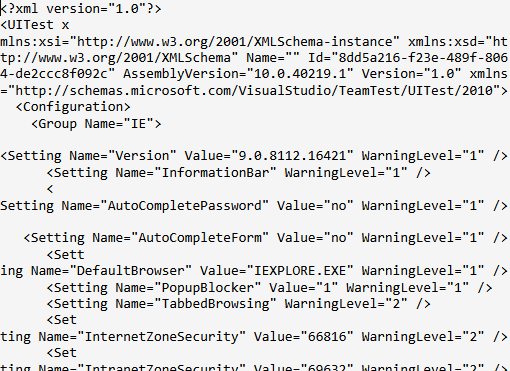 <?xml version="1.0"?>
<UITest x
mlns:xsi="http://www.w3.org/2001/XMLSchema-instance" xmlns:xsd="ht
tp://www.w3.org/2001/XMLSchema" Name="" Id="8dd5a216-f23e-489f-806
4-de2ccc8f092c" AssemblyVersion="10.0.40219.1" Version="1.0" xmlns
="http://schemas.microsoft.com/VisualStudio/TeamTest/UITest/2010">
<Configuration>
<Group Name="IE">
<Setting Name="Version" Value="9.0.8112.16421" WarningLevel="1" />
<Setting Name="InformationBar" WarningLevel="1" />
<
Setting Name="AutoCompletePassword" Value="no" WarningLevel="1" />
<Setting Name="AutoCompleteForm" Value="no" WarningLevel="1" />
<Sett
ing Name="DefaultBrowser" Value="IEXPLORE.EXE" WarningLevel="1" />
<Setting Name="PopupBlocker" Value="1" WarningLevel="1" />
<Setting Name="TabbedBrowsing" WarningLevel="2" />
<Set
ting Name="InternetZoneSecurity" Value="66816" WarningLevel="2" />
<Set
ting Name="IntranetZoneSecurity" Value="69632" WarningLevel="2" />